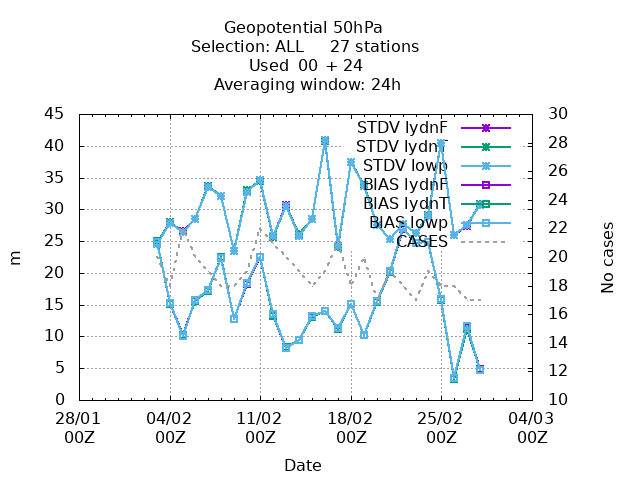 Geopotential 50hPa
Selection: ALL 27 stations
Used 00 + 24
Averaging window: 24h
45
40
35
30
25
20
15
10
5
0
m
30
28
26
24
22
20
18
16
14
12
10
No cases
STDV lydnF
STDV lydnT
STDV lowp
BIAS lydnF
BIAS lydnT
BIAS lowp
CASES
28/01 04/02 11/02 18/02 25/02 04/03
00Z 00Z 00Z 00Z 00Z 00Z
Date